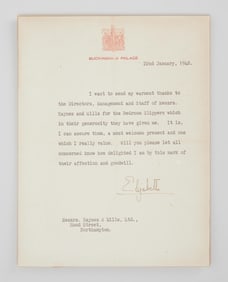 BUCKINGHAM PALACE
22nd January, 1948.
I want to send my warmest thanks to
the Directors, Management and Staff of Messrs.
Haynes and Wills for the Bedroom Slippers which
in their generosity they have given me. It is,
I can assure them, a most welcome present and one
which I really value. Will you please let all
concerned know how delighted I am by this mark of
their affection and goodwill.
Elizabeth
Messrs. Haynes & Wills, Ltd.,
Street,
Northampton.